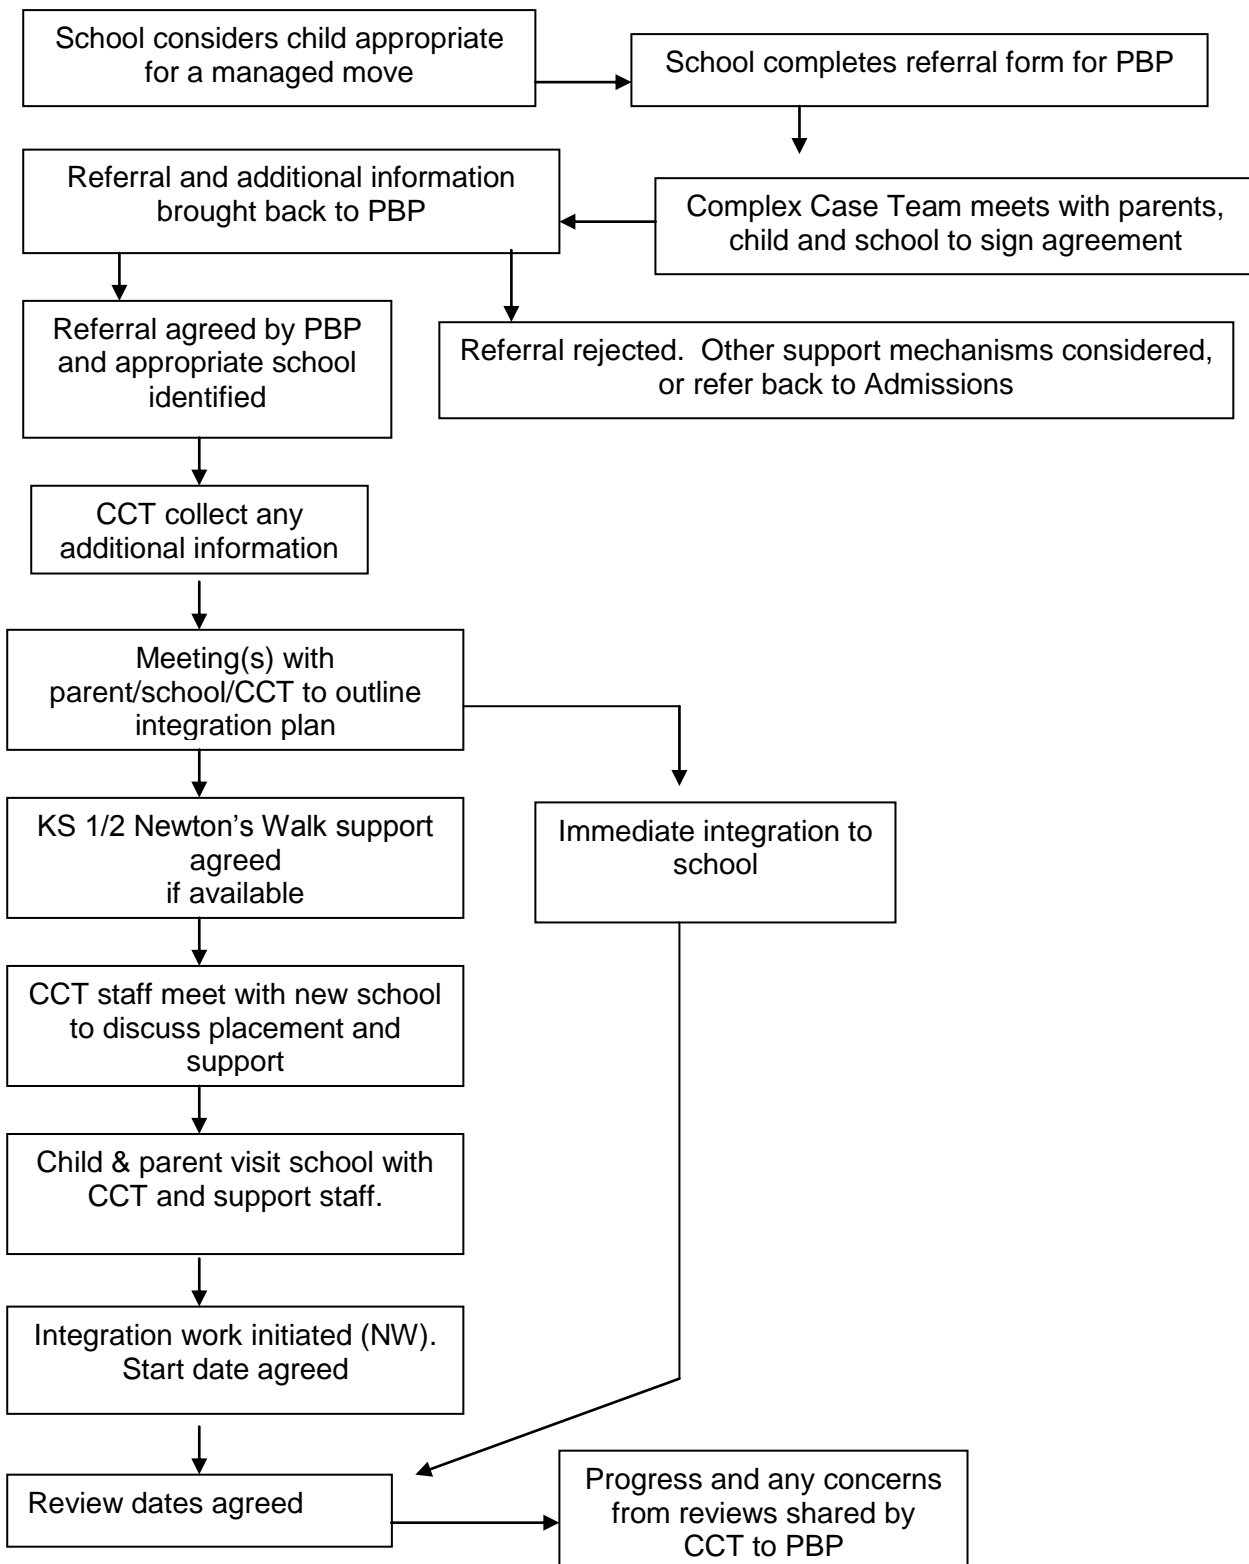 School considers child appropriate
for a managed move
School completes referral form for PBP
Referral and additional information
brought back to PBP
Complex Case Team meets with parents,
child and school to sign agreement
Referral agreed by PBP
and appropriate school
identified
Referral rejected.  Other support mechanisms considered,
or refer back to Admissions
CCT collect any
additional information
Meeting(s) with
parent/school/CCT to outline
integration plan
KS 1/2 Newton’s Walk support
agreed
if available
Immediate integration to
school
CCT staff meet with new school
to discuss placement and
support
Child & parent visit school with
CCT and support staff.
Integration work initiated (NW).
Start date agreed
Review dates agreed
Progress and any concerns
from reviews shared by
CCT to PBP